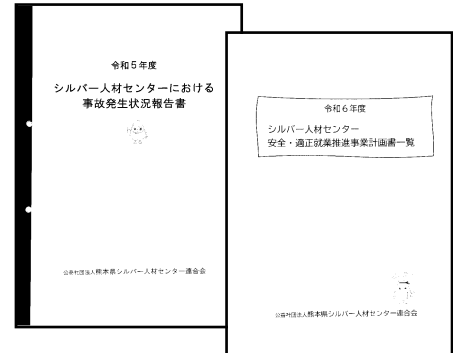 令和5年度
シルバー人材センターにおける
事故発生状況報告書
公益社団法人熊本県シルバー人材センター連合会
令和6年度
シルバー人材センター
安全・適正就業推進事業計画書一覧
公益社団法人熊本県シルバー人材センター連合会